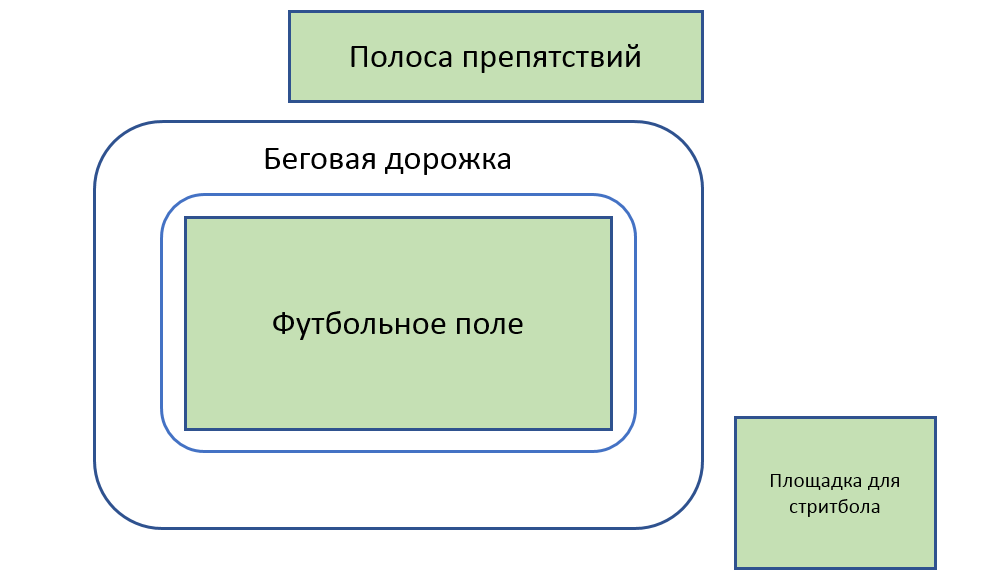 Полоса препятствий
Беговая дорожка
Футбольное поле
Площадка для
стритбола